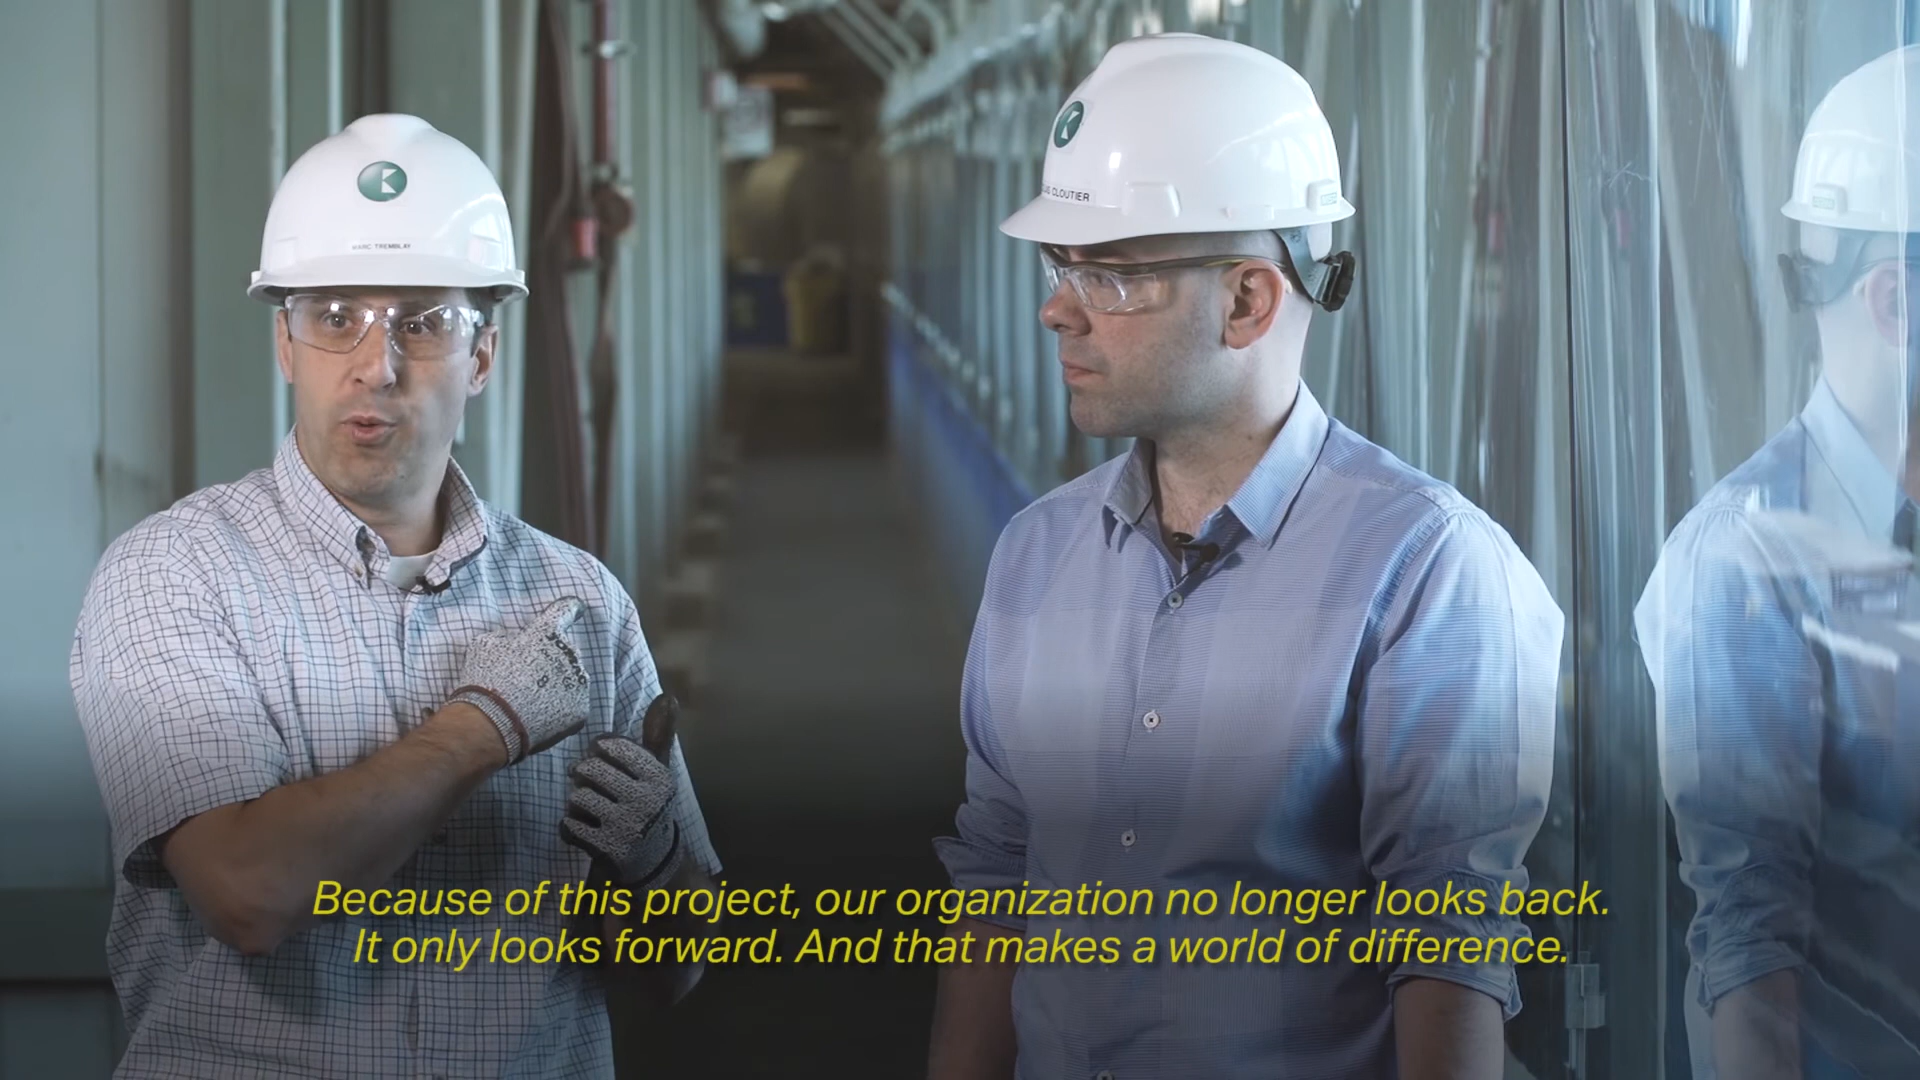 MARC TREMBLAY
CLOUTIER
Because of this project, our organization no longer looks back.
It only looks forward. And that makes a world of difference.